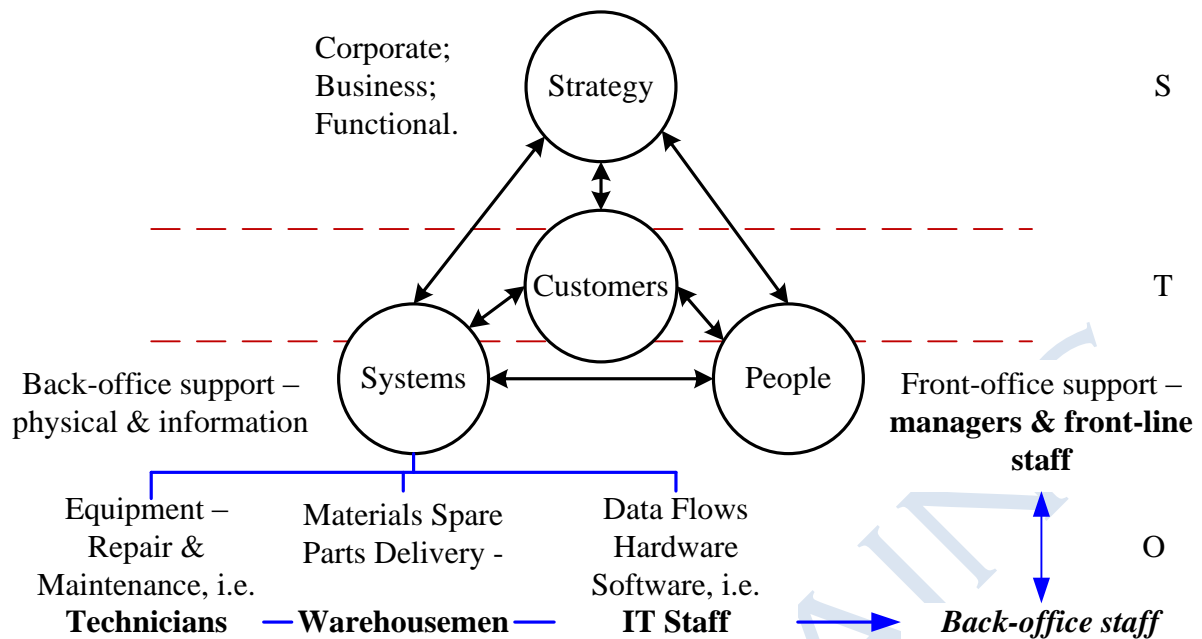 Corporate;
Business;
Functional.
Strategy
S
Customers
T
Systems
People
Back-office support –
physical & information
Front-office support –
managers & front-line
staff
Equipment –
Repair &
Maintenance, i.e.
Technicians
Materials Spare
Parts Delivery -
Warehousemen
Data Flows
Hardware
Software, i.e.
IT Staff
O
Back-office staff